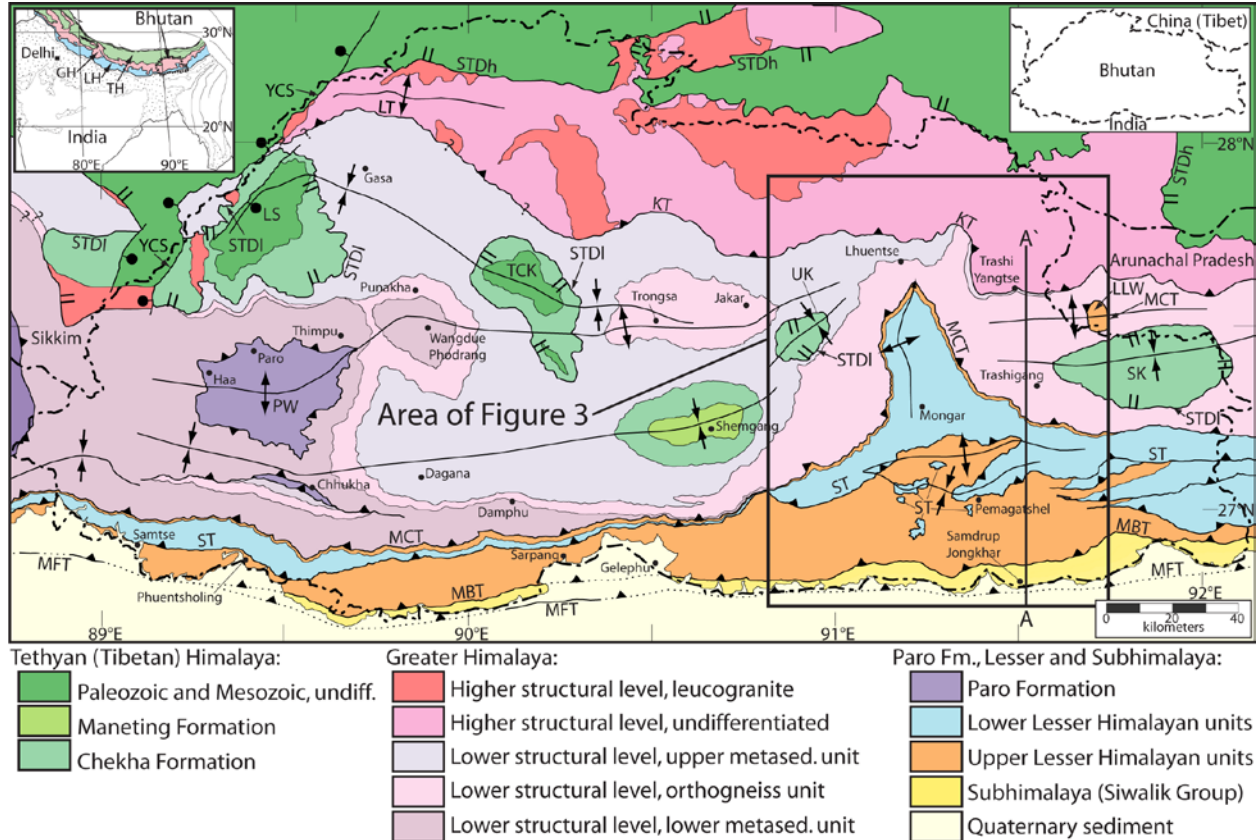 Bhutan
Delhi
GH
LH
TH
India
20°N
80°E
90°E
China (Tibet)
Bhutan
India
STDh
STDh
YCS
LT
28°N
STDh
Gasa
?
KT
? ?
LS
STDl
STDl
YCS
STDl
STDl
TCK
Lhuentse
KT
A'
Trashi
Yangtse
Arunachal Pradesh
LLW
MCT
UK
Punakha
Trongsa
Jakar
Sikkim
Thimpu
Wangdue
Phodrang
MCT
STDl
Paro
Haa
PW
SK
Trashigang
STDl
Area of Figure 3
Shemgang
Mongar
Dagana
Chhukha
ST
ST
ST
Pemagatshel
Damphu
27°N
MCT
Samtse
ST
Sarpang
Samdrup
Jongkhar
MBT
MFT
Gelephu
MFT
Phuentsholing
MBT
MFT
92°E
0 20 40 60
kilometers
89°E
90°E
91°E
A
Tethyan (Tibetan) Himalaya:
Paleozoic and Mesozoic, undiff.
Maneting Formation
Chekha Formation
Greater Himalaya:
Higher structural level, leucogranite
Higher structural level, undifferentiated
Lower structural level, upper metased. unit
Lower structural level, orthogneiss unit
Lower structural level, lower metased. unit
Paro Fm., Lesser and Subhimalaya:
Paro Formation
Lower Lesser Himalayan units
Upper Lesser Himalayan units
Subhimalaya (Siwalik Group)
Quaternary sediment